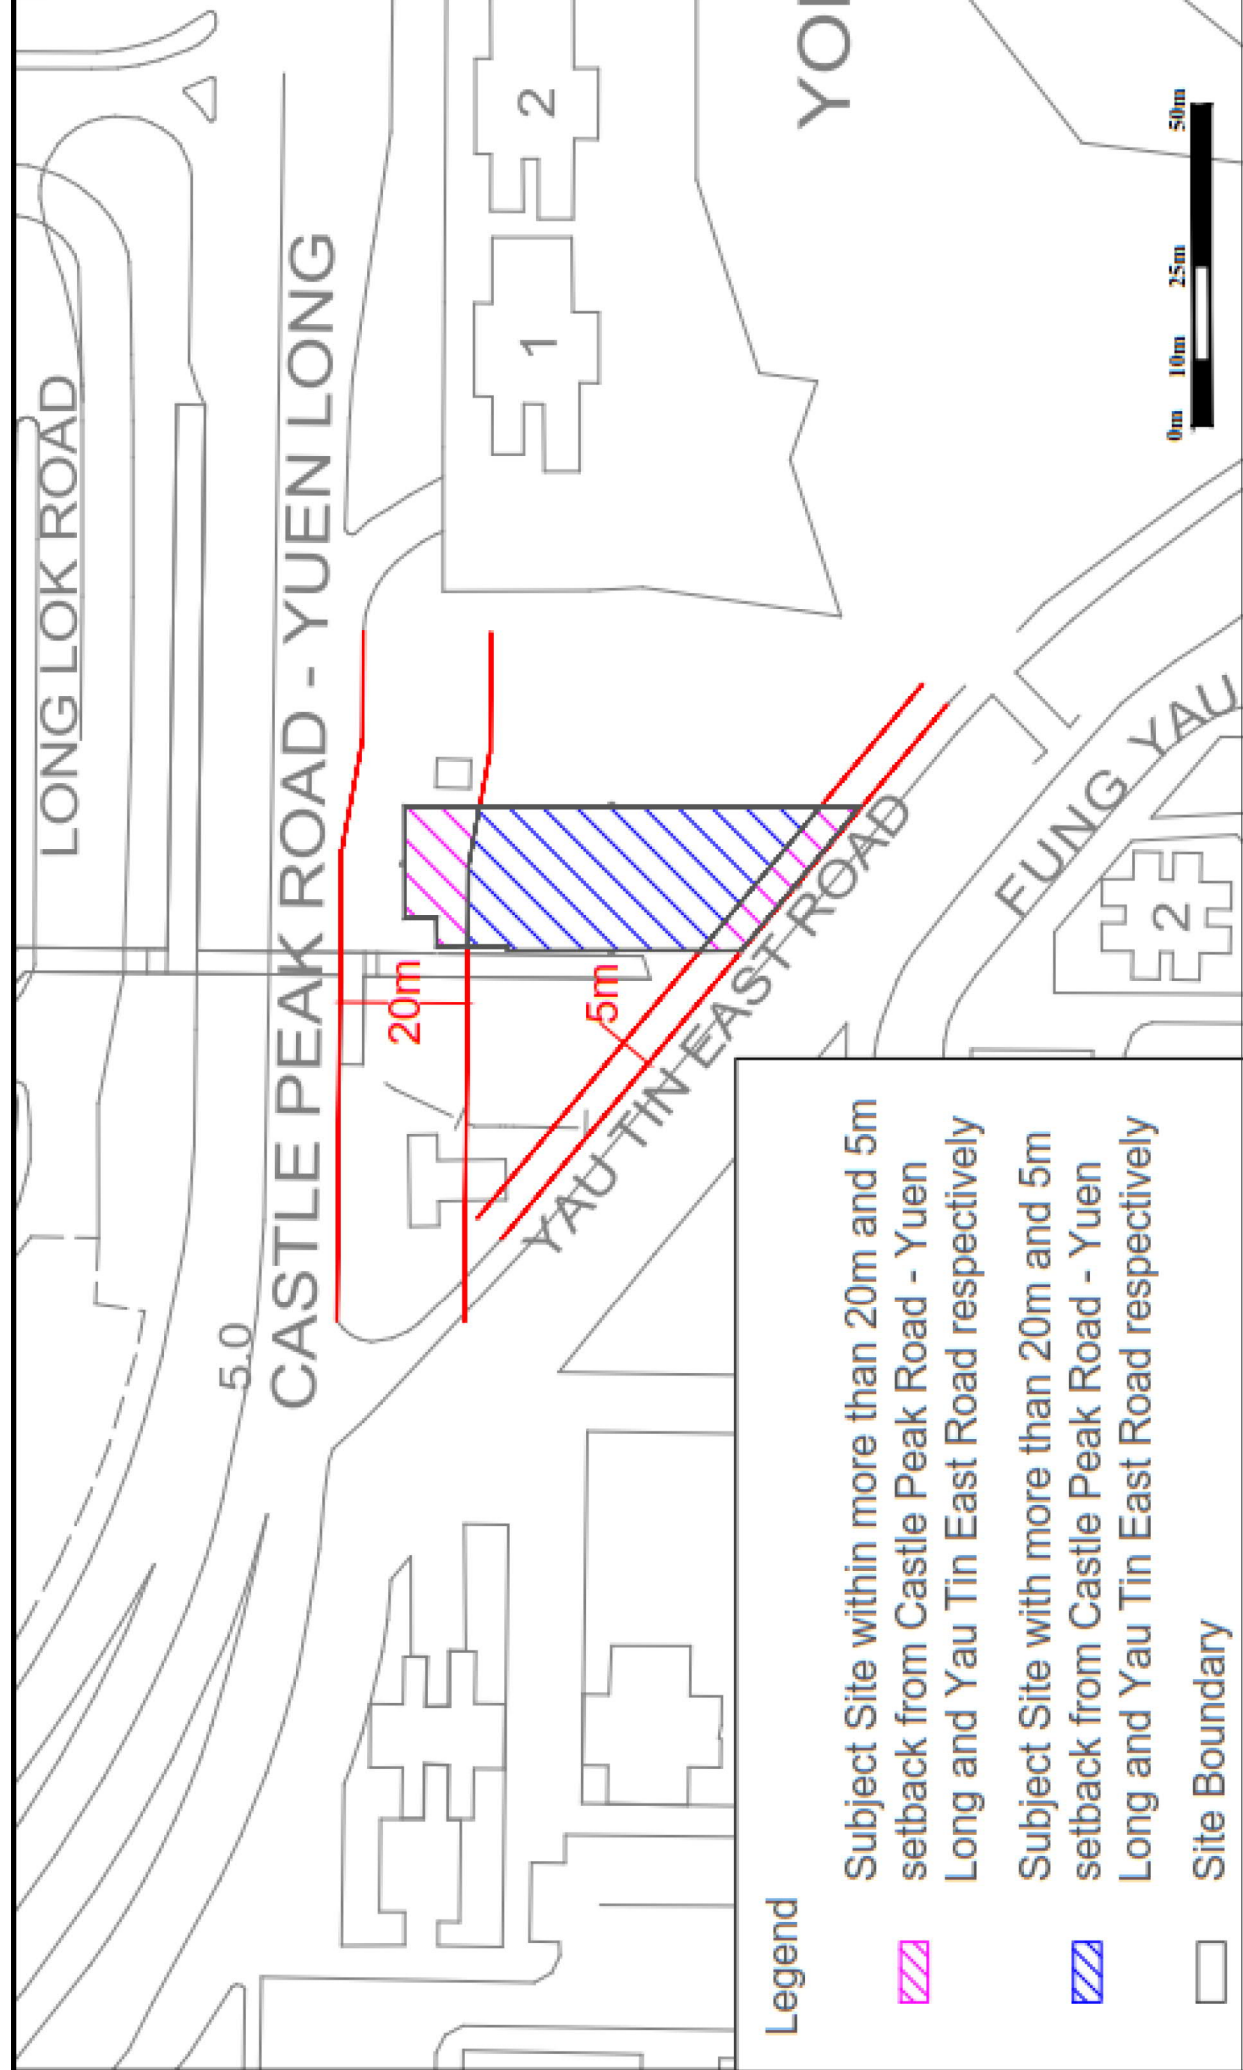 LONG LOK ROAD
CASTLE PEAK ROAD - YUEN LONG
5.0
20m
5m
YAU TIN EAST ROAD
FUNG YAU
1
2
2
YO
0m 10m 25m 50m
Legend
Subject Site within more than 20m and 5m
setback from Castle Peak Road - Yuen
Long and Yau Tin East Road respectively
Subject Site with more than 20m and 5m
setback from Castle Peak Road - Yuen
Long and Yau Tin East Road respectively
Site Boundary